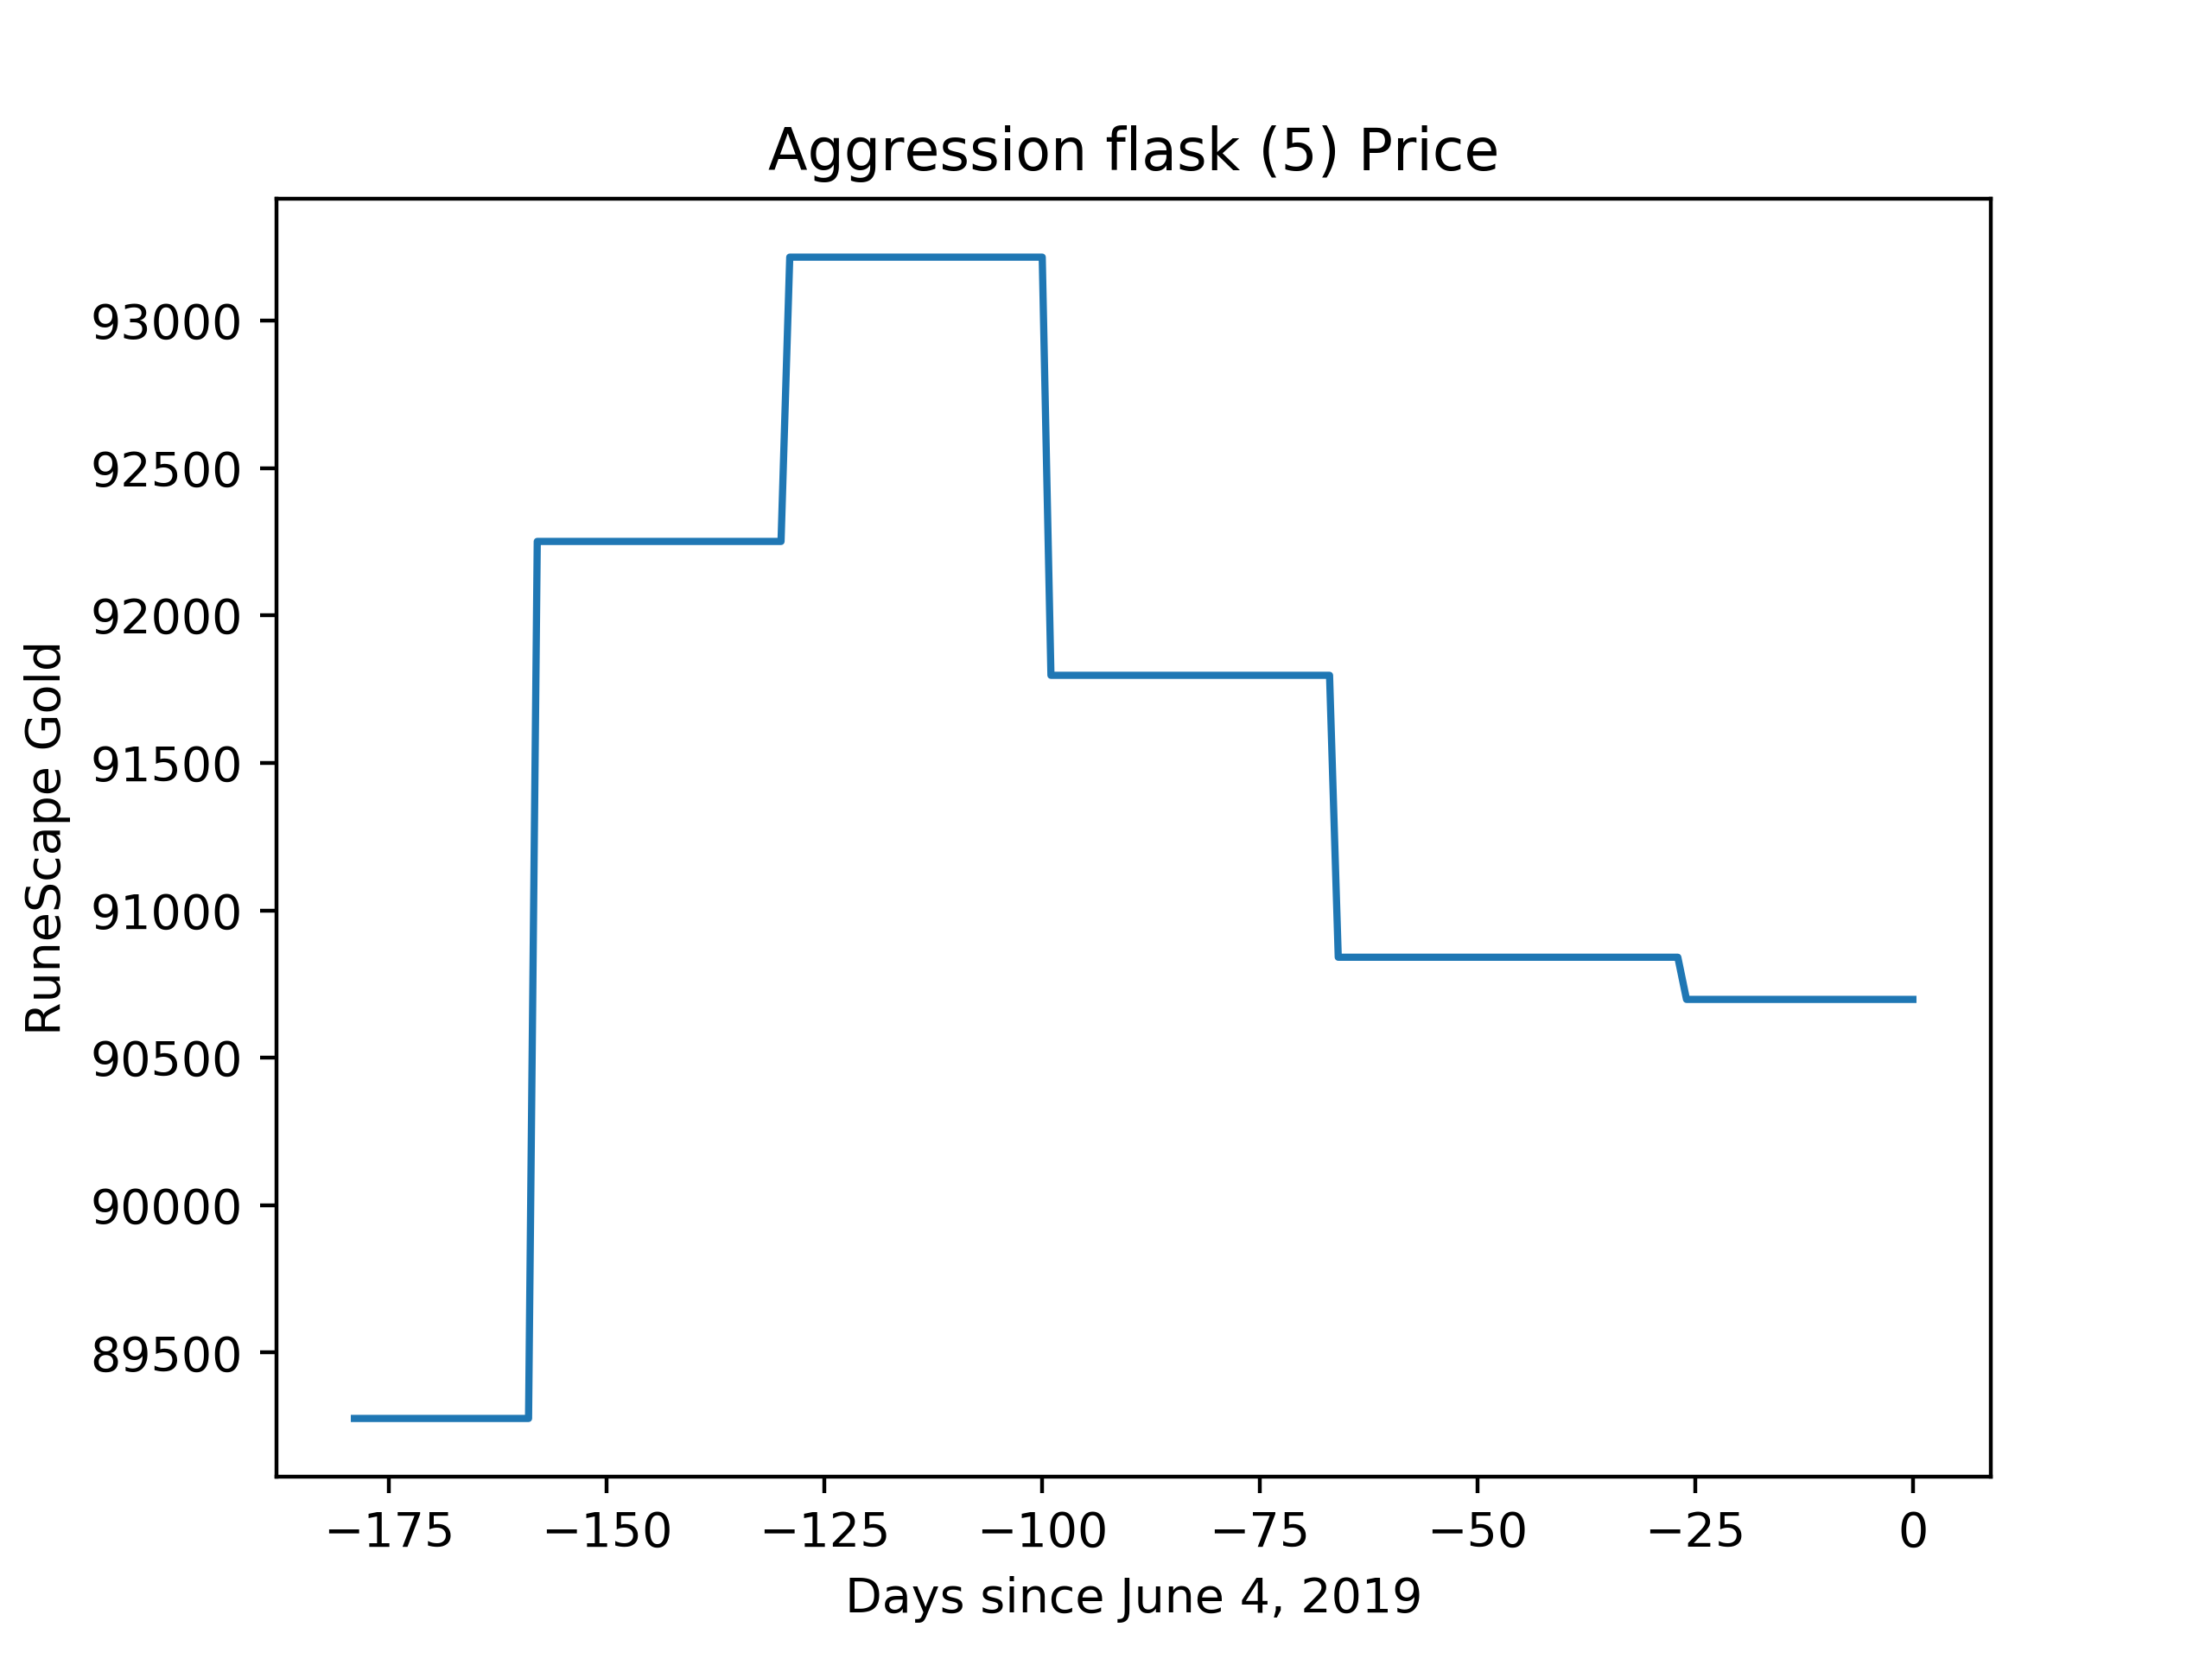 Aggression flask (5) Price
RuneScape Gold
93000
92500
92000
91500
91000
90500
90000
89500
−175 −150 −125 −100 −75 −50 −25 0
Days since June 4, 2019